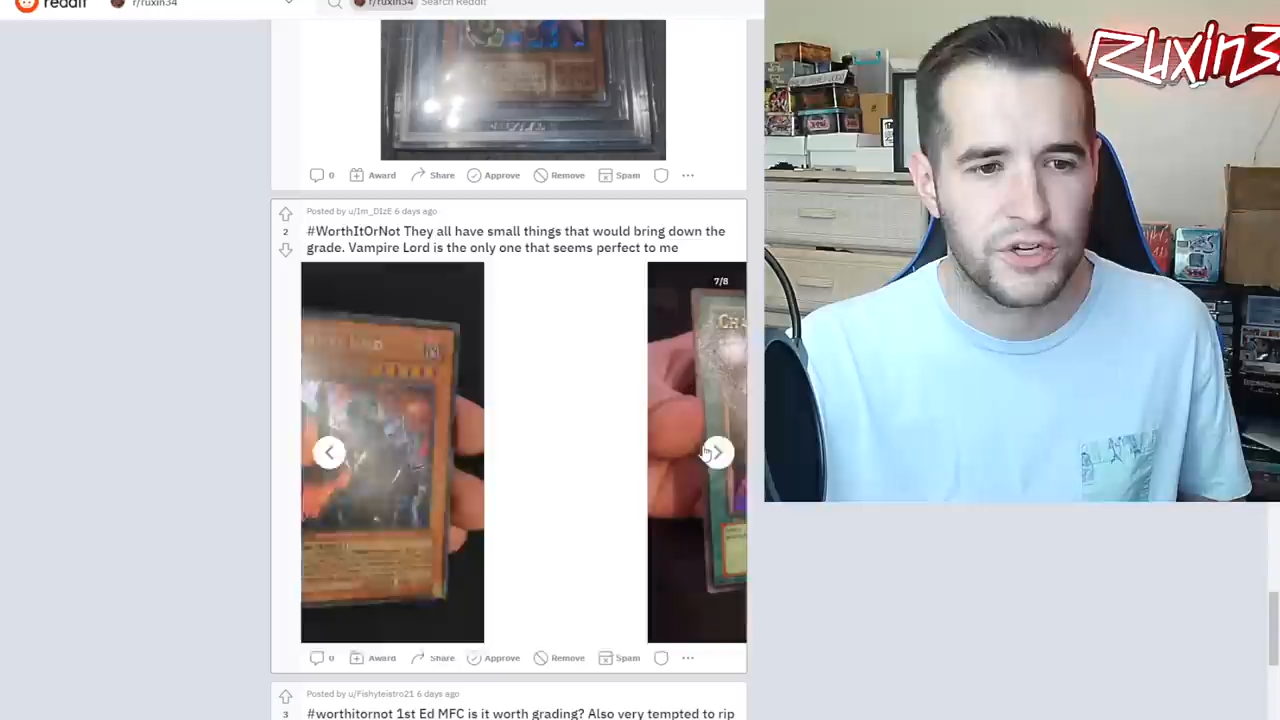 reddit
r/ruxin34
r/ruxin34
Search Reddit
Ruxin3
0
Award
Share
Approve
Remove
Spam
Posted by u/Im_DIzE 6 days ago
2
#WorthItOrNot They all have small things that would bring down the
grade. Vampire Lord is the only one that seems perfect to me
7/8
0
Award
Share
Approve
Remove
Spam
Posted by u/Fishyteistro21 6 days ago
3
#worthitornot 1st Ed MFC is it worth grading? Also very tempted to rip